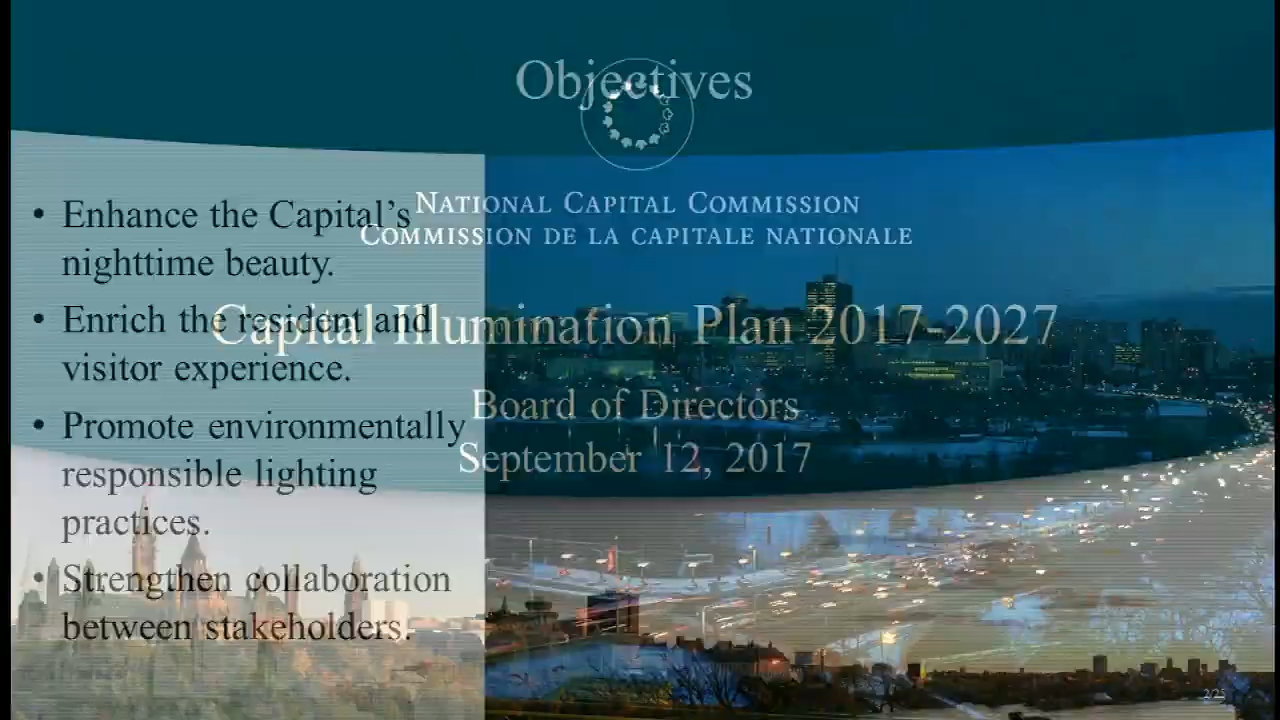 Objectives
NATIONAL CAPITAL COMMISSION
COMMISSION DE LA CAPITALE NATIONALE
Capital Illumination Plan 2017-2027
Board of Directors
September 12, 2017
• Enhance the Capital’s
nighttime beauty.
• Enrich the resident and
visitor experience.
• Promote environmentally
responsible lighting
practices.
• Strengthen collaboration
between stakeholders.
2/25